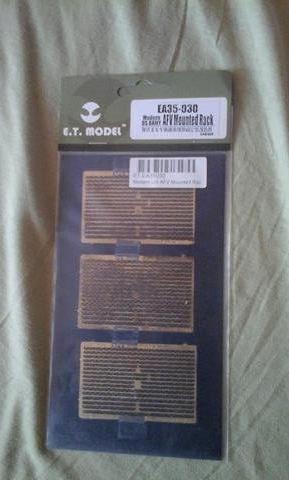 EA35-030
E.T. MODEL
Modern
US ARMY AFV Mounted Rack
E.T.EA35030
Modern US AFV Mounted Rac